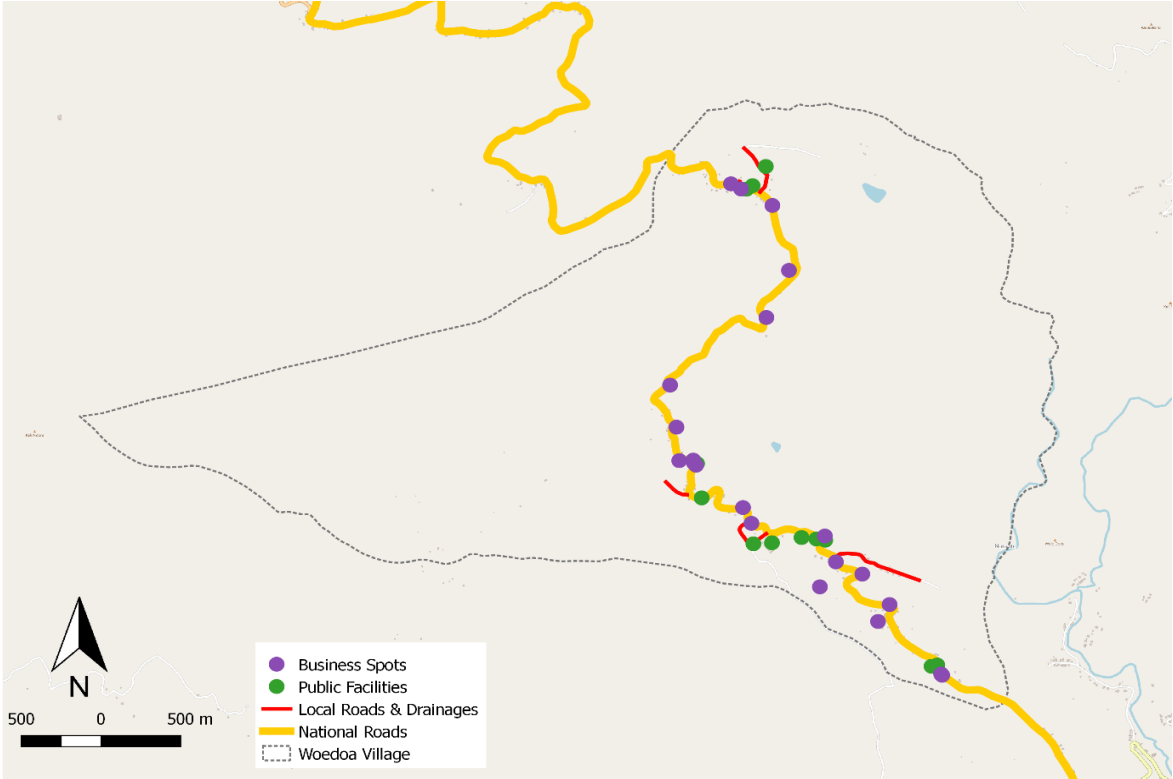 N
500
0
500 m
Business Spots
Public Facilities
Local Roads & Drainages
National Roads
Woedoa Village